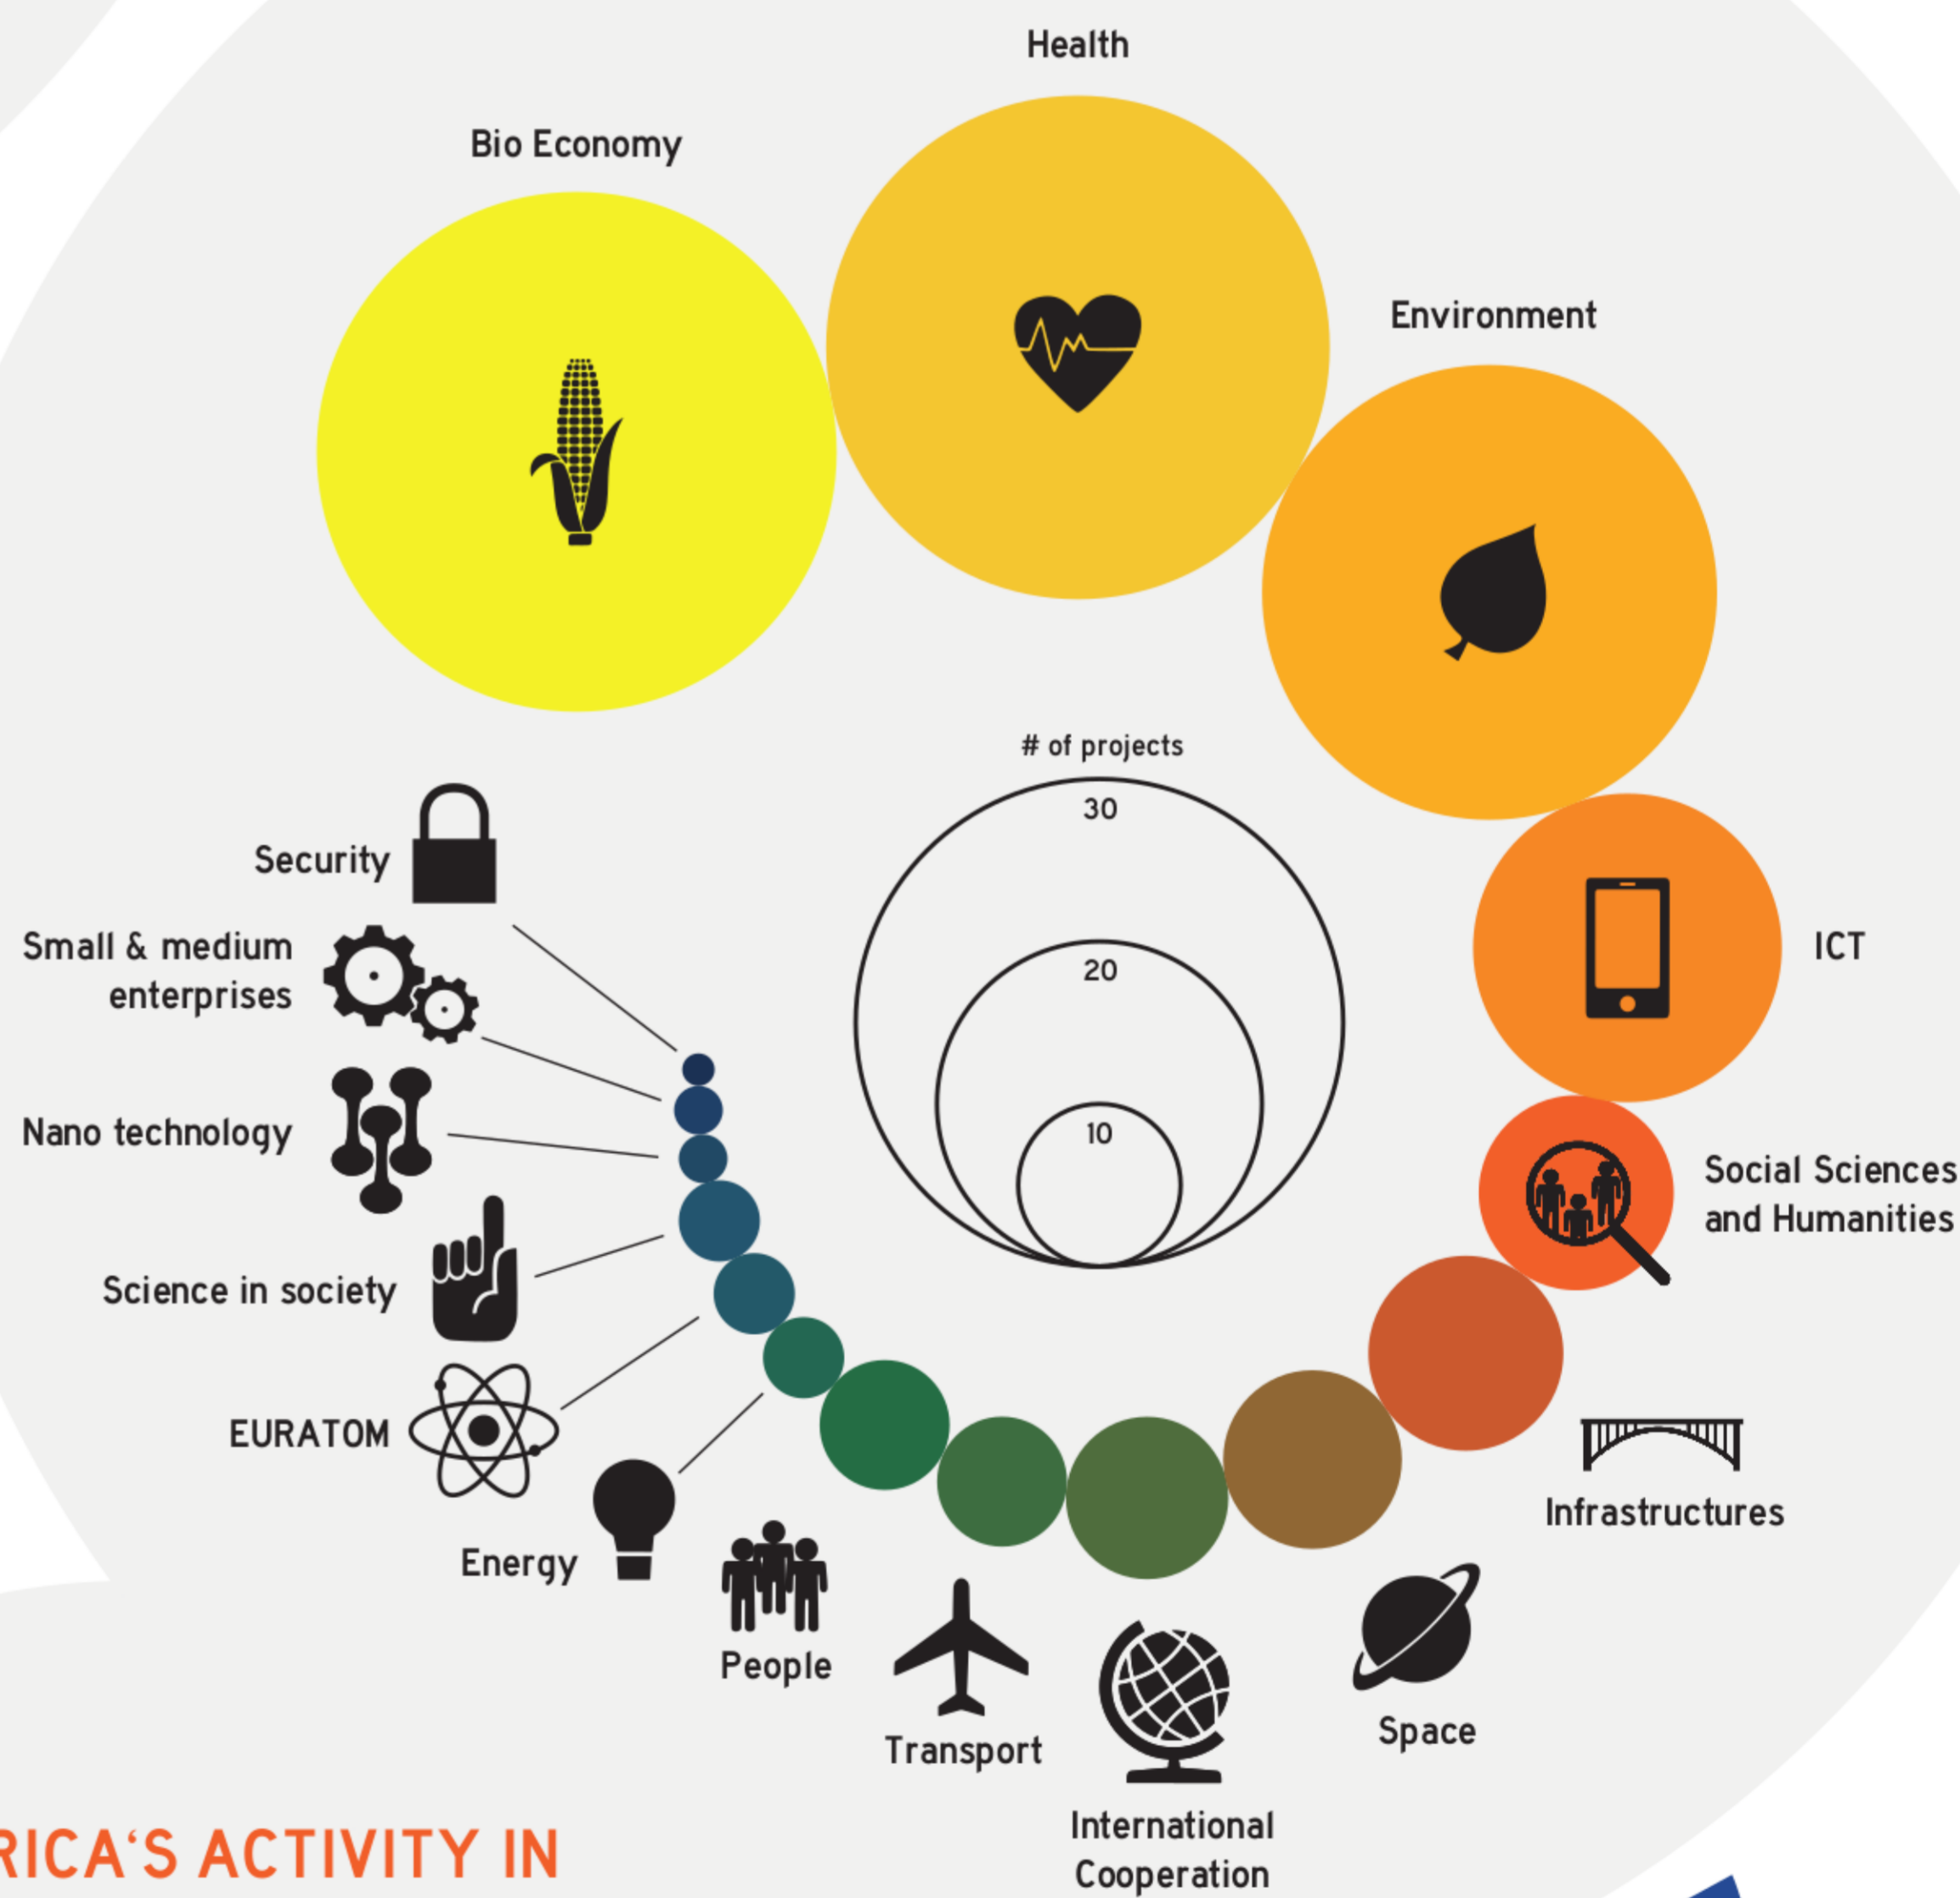 Health
Bio Economy
Environment
# of projects
30
20
10
ICT
Security
Small & medium
enterprises
Nano technology
Science in society
EURATOM
Energy
People
Transport
International
Cooperation
Space
Infrastructures
Social Sciences
and Humanities
RICA‘S ACTIVITY IN